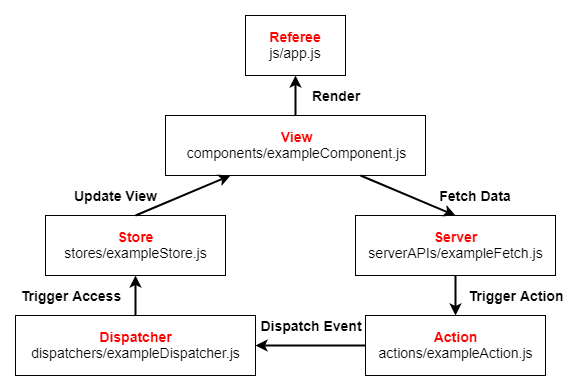 Referee
js/app.js
Render
View
components/exampleComponent.js
Update View
Fetch Data
Store
stores/exampleStore.js
Server
serverAPIs/exampleFetch.js
Trigger Access
Trigger Action
Dispatcher
dispatchers/exampleDispatcher.js
Dispatch Event
Action
actions/exampleAction.js